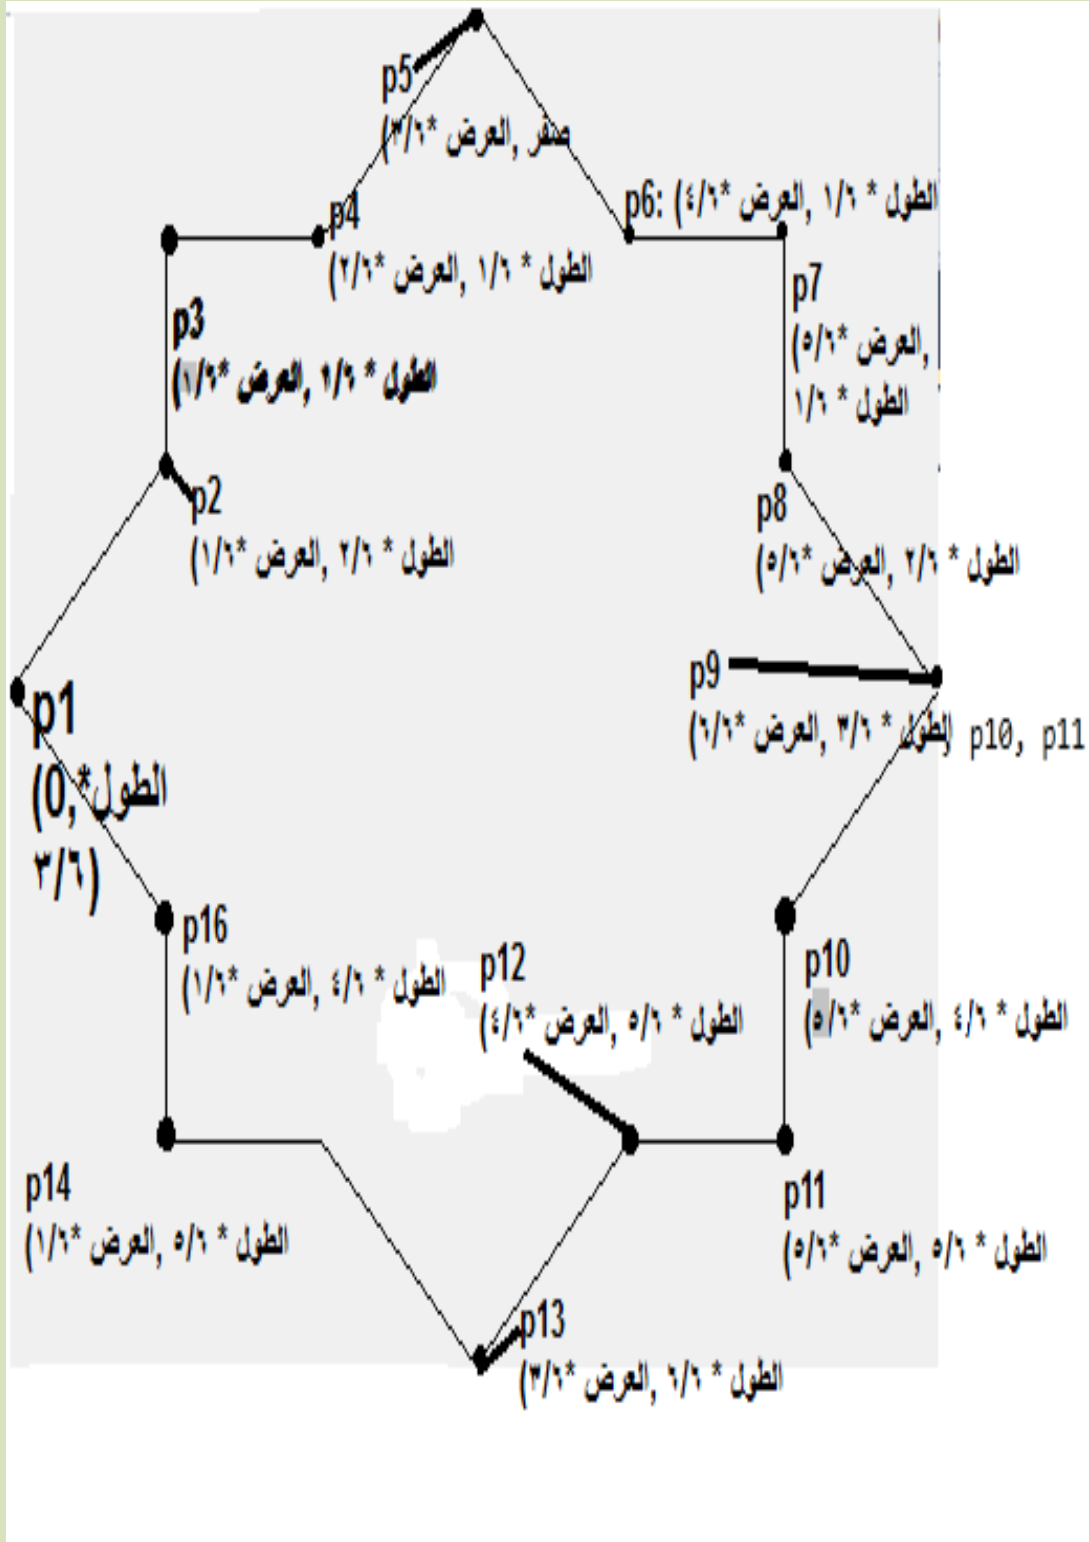 p5
(٣/٦* العرض, صفر
p6: (٤/٦* العرض, ١/٦ * الطول
p4
(٢/٦* العرض, ١/٦ * الطول
p7
(٥/٦* العرض,
١/٦ * الطول
p3
(١/٦* العرض, ١/٦ * الطول
p2
(١/٦* العرض, ٢/٦ * الطول
p8
(٥/٦* العرض, ٢/٦ * الطول
p9
(٦/٦* العرض, ٣/٦ * الطول
p10, p11
p1
(0, *الطول
٣/٦)
p16
(١/٦* العرض, ٤/٦ * الطول
p12
(٤/٦* العرض, ٥/٦ * الطول
p10
(٥/٦* العرض, ٤/٦ * الطول
p14
(١/٦* العرض, ٥/٦ * الطول
p11
(٥/٦* العرض, ٥/٦ * الطول
p13
(٣/٦* العرض, ٦/٦ * الطول